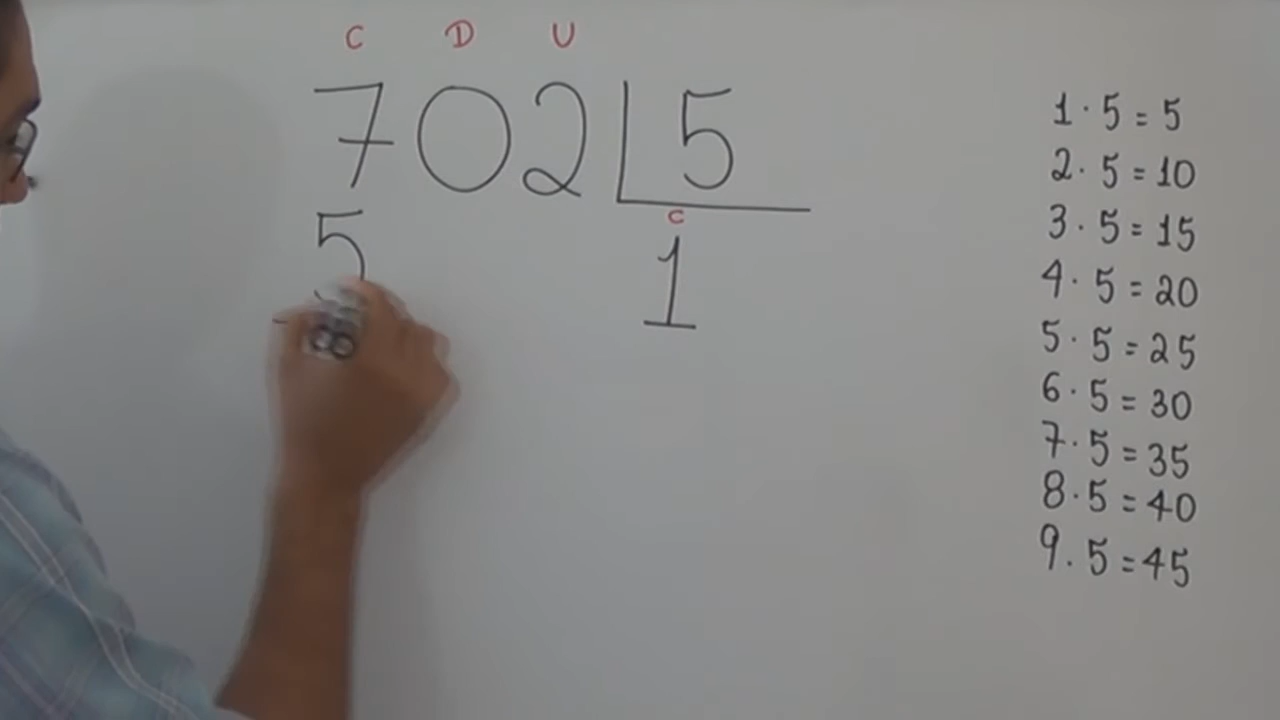 C D U
702 5
C
5 1
1 · 5 = 5
2 · 5 = 10
3 · 5 = 15
4 · 5 = 20
5 · 5 = 25
6 · 5 = 30
7 · 5 = 35
8 · 5 = 40
9 · 5 = 45